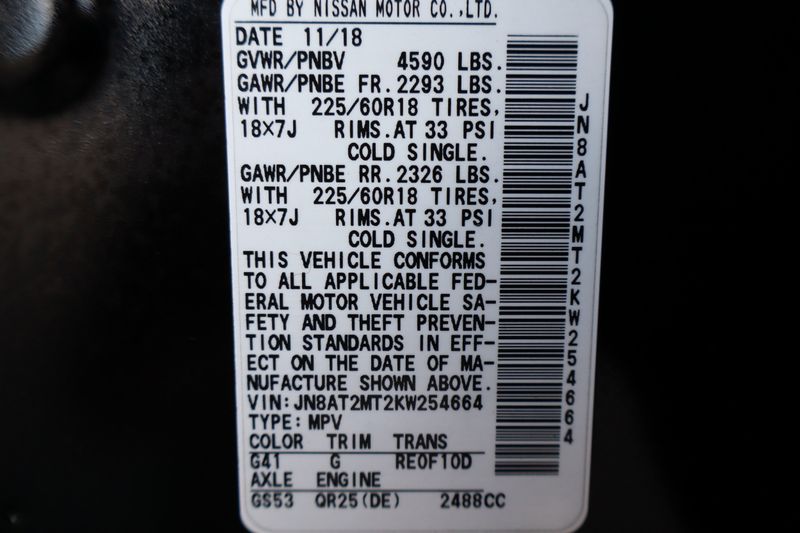 MFD BY NISSAN MOTOR CO.,LTD.
DATE 11/18
GVWR/PNBV 4590 LBS.
GAWR/PNBE FR. 2293 LBS.
WITH 225/60R18 TIRES,
18×7J RIMS. AT 33 PSI
COLD SINGLE.
GAWR/PNBE RR. 2326 LBS.
WITH 225/60R18 TIRES,
18×7J RIMS. AT 33 PSI
COLD SINGLE.
THIS VEHICLE CONFORMS
TO ALL APPLICABLE FED-
ERAL MOTOR VEHICLE SA-
FETY AND THEFT PREVEN-
TION STANDARDS IN EFF-
ECT ON THE DATE OF MA-
NUFACTURE SHOWN ABOVE.
VIN: JN8AT2MT2KW254664
TYPE: MPV
COLOR TRIM TRANS
G41 G RE0F10D
AXLE ENGINE
GS53 QR25(DE) 2488CC
JN8AT2MT2KW254664